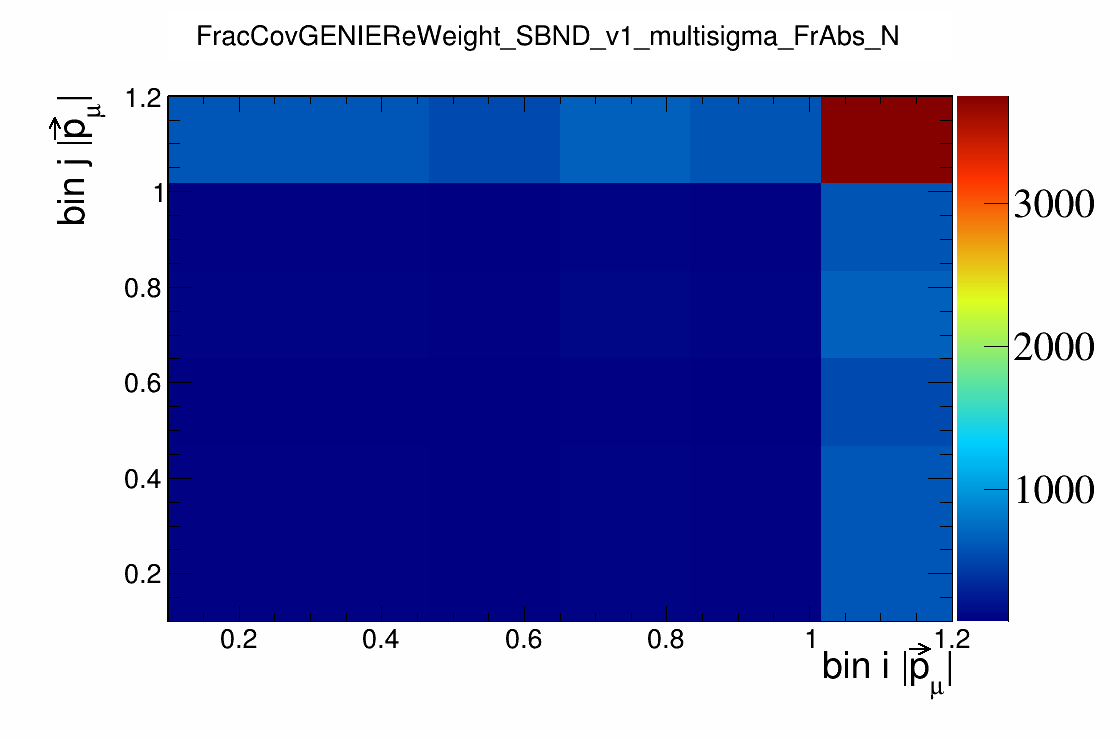 FracCovGENIEReWeight_SBND_v1_multisigma_FrAbs_N
bin j |p⃗μ|
1.2
1
0.8
0.6
0.4
0.2
0.2 0.4 0.6 0.8 1 1.2
bin i |p⃗μ|
3000
2000
1000